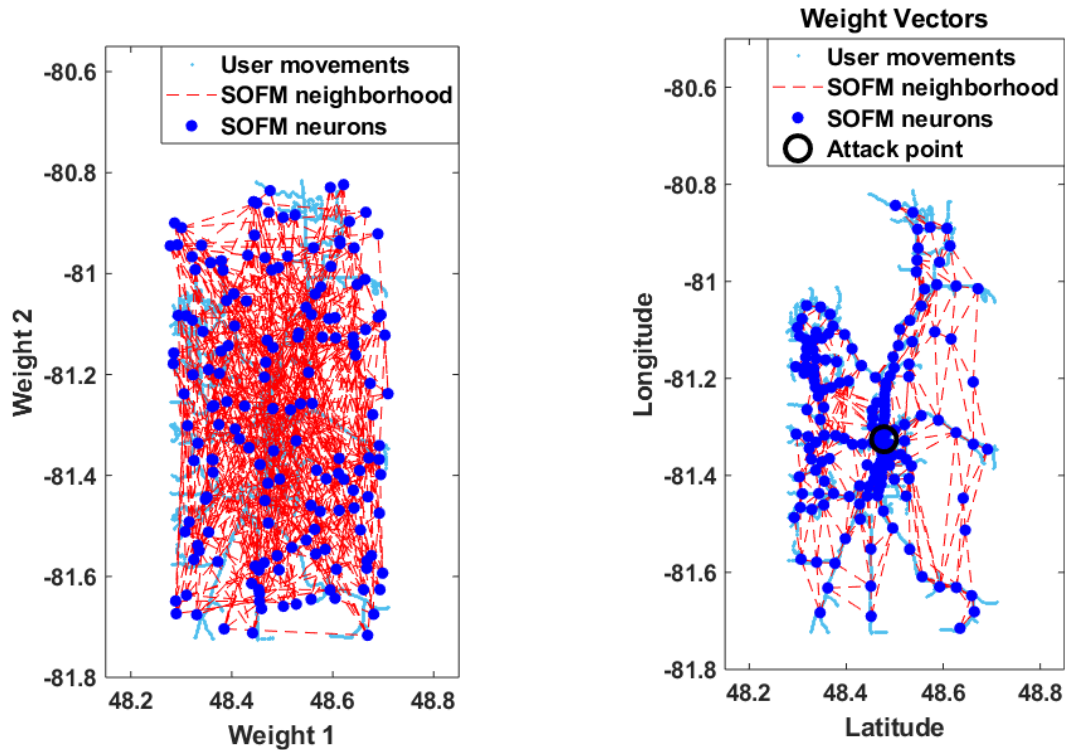 User movements
SOFM neighborhood
SOFM neurons
-80.6
-80.8
-81
-81.2
-81.4
-81.6
-81.8
48.2
48.4
48.6
48.8
Weight 2
Weight 1
Weight Vectors
User movements
SOFM neighborhood
SOFM neurons
Attack point
-80.6
-80.8
-81
-81.2
-81.4
-81.6
-81.8
48.2
48.4
48.6
48.8
Longitude
Latitude